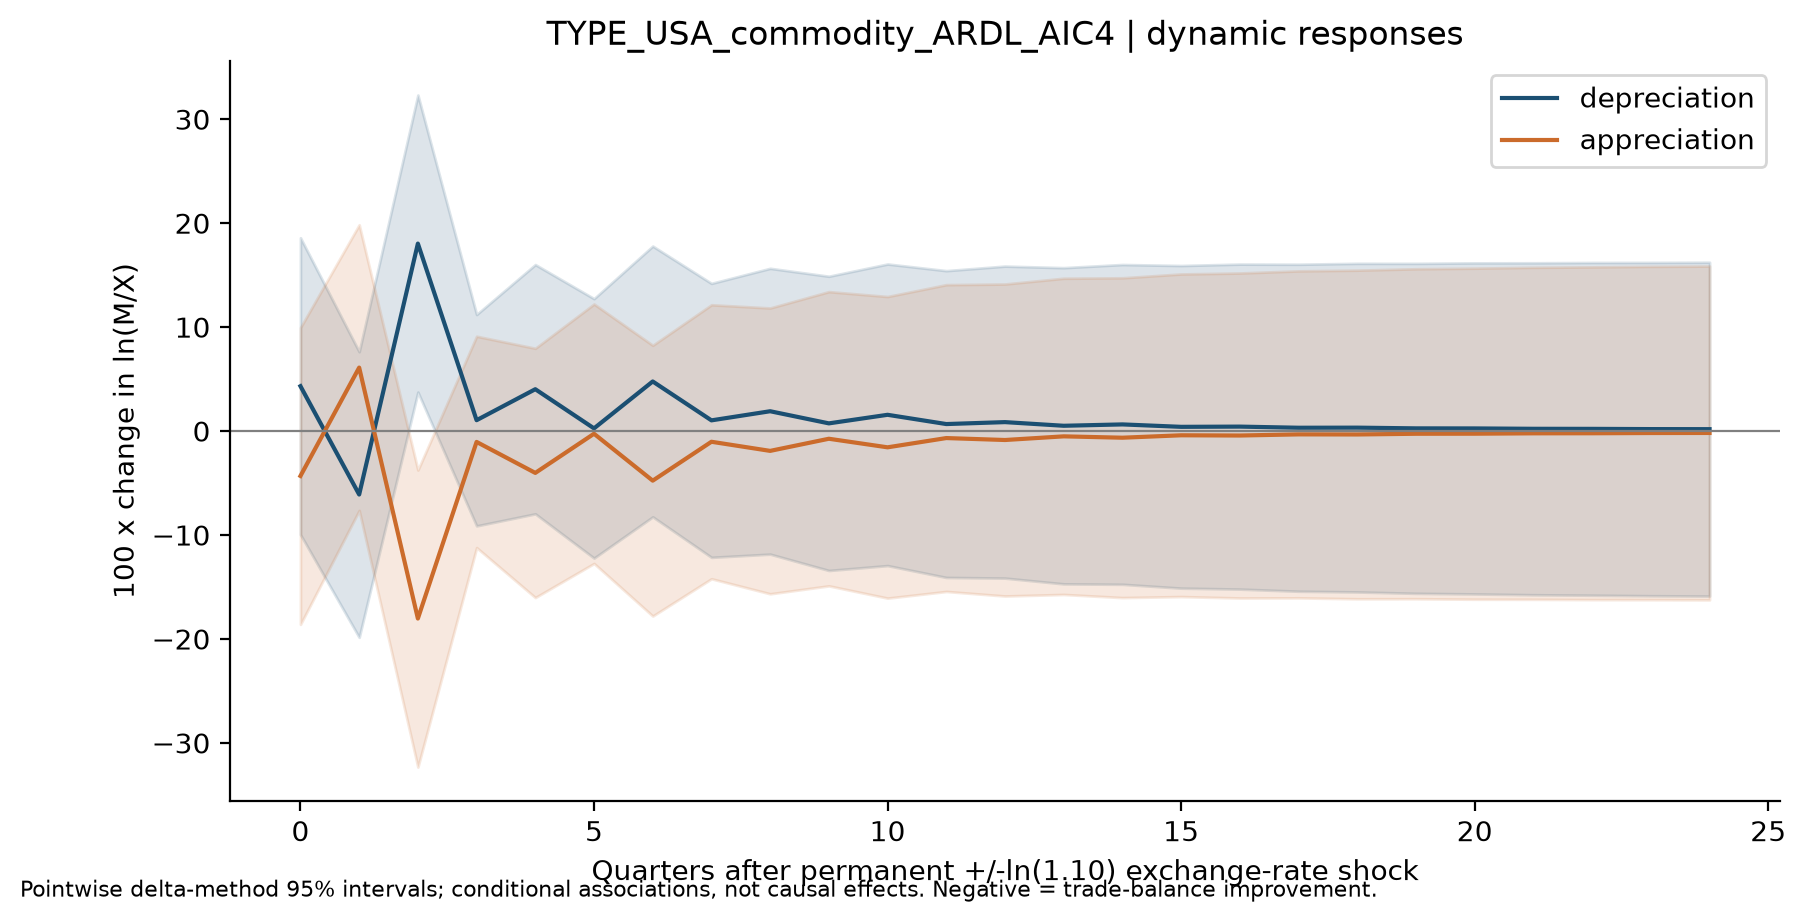 TYPE_USA_commodity_ARDL_AIC4 | dynamic responses
depreciation
appreciation
100 x change in ln(M/X)
30
20
10
0
−10
−20
−30
0 5 10 15 20 25
Quarters after permanent +/-ln(1.10) exchange-rate shock
Pointwise delta-method 95% intervals; conditional associations, not causal effects. Negative = trade-balance improvement.